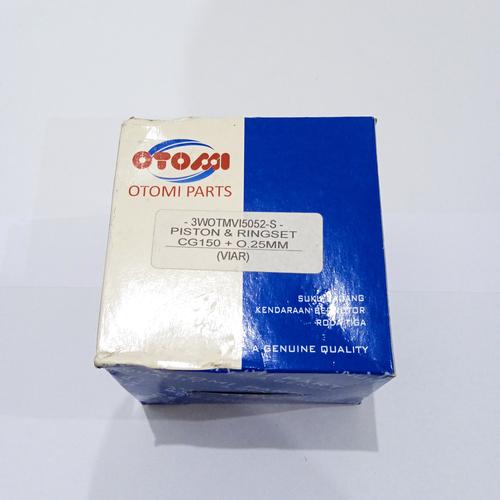 OTOMI
OTOMI PARTS
- 3WOTMVI5052-S -
PISTON & RINGSET
CG150 + O.25MM
(VIAR)
SUKU CADANG
KENDARAAN BERMOTOR
RODA TIGA
A GENUINE QUALITY